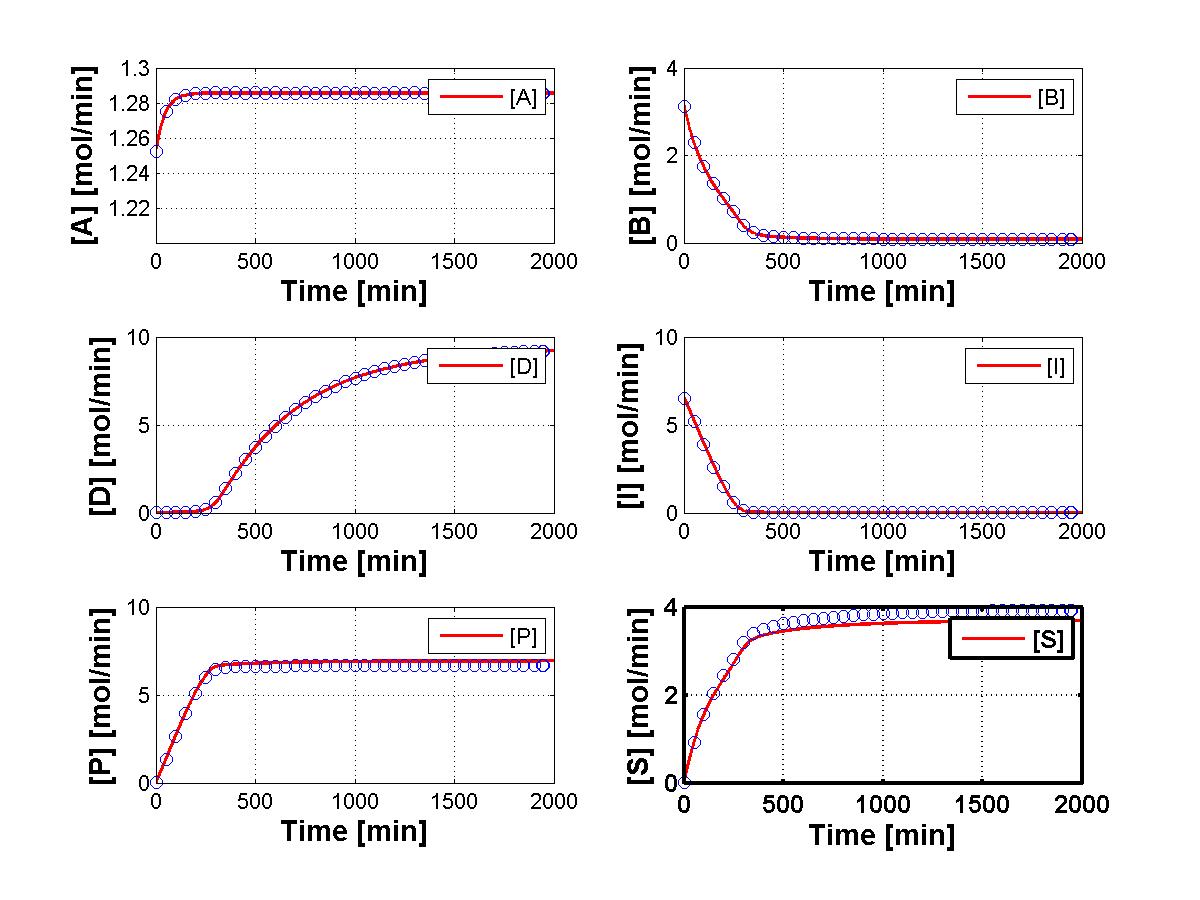 1.3
1.28
1.26
1.24
1.22
[A] [mol/min]
[A]
0 500 1000 1500 2000
Time [min]
4
2
0
[B] [mol/min]
[B]
0 500 1000 1500 2000
Time [min]
10
5
0
[D] [mol/min]
[D]
0 500 1000 1500 2000
Time [min]
10
5
0
[I] [mol/min]
[I]
0 500 1000 1500 2000
Time [min]
10
5
0
[P] [mol/min]
[P]
0 500 1000 1500 2000
Time [min]
4
2
0
[S] [mol/min]
[S]
0 500 1000 1500 2000
Time [min]